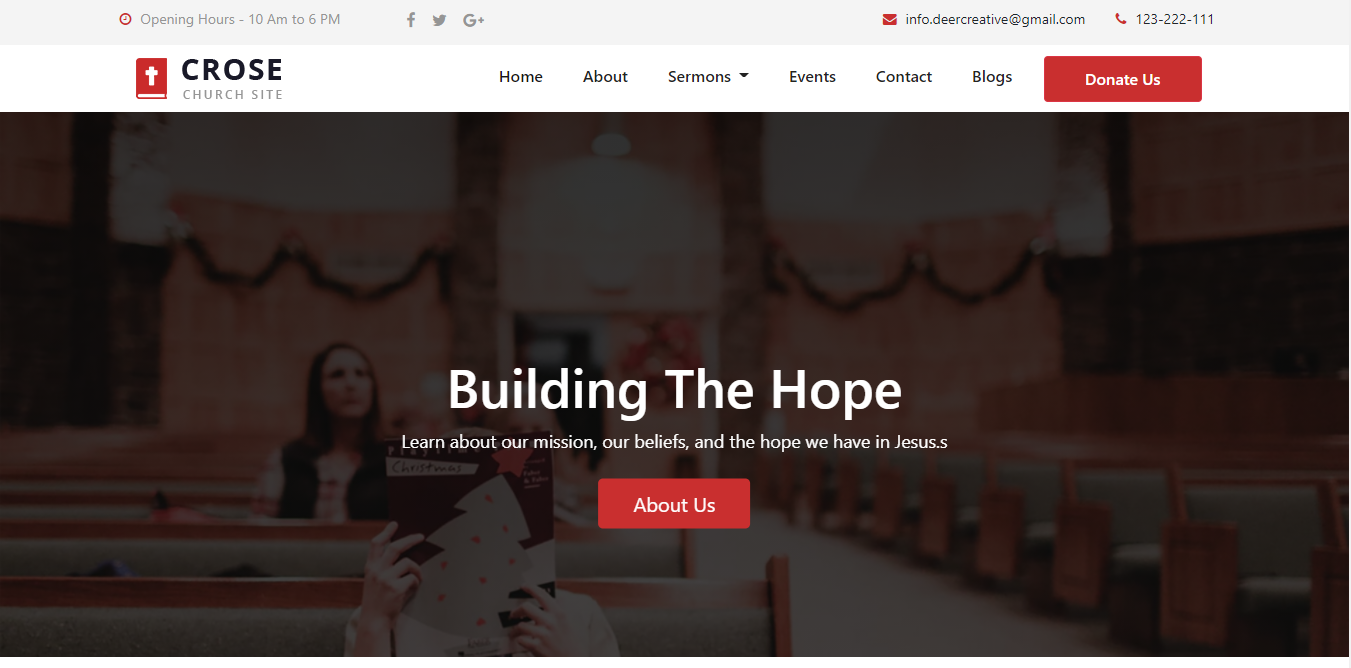 Opening Hours - 10 Am to 6 PM
info.deercreative@gmail.com
123-222-111
CROSE
CHURCH SITE
Home
About
Sermons
Events
Contact
Blogs
Donate Us
Building The Hope
Learn about our mission, our beliefs, and the hope we have in Jesus.s
Christmas
About Us